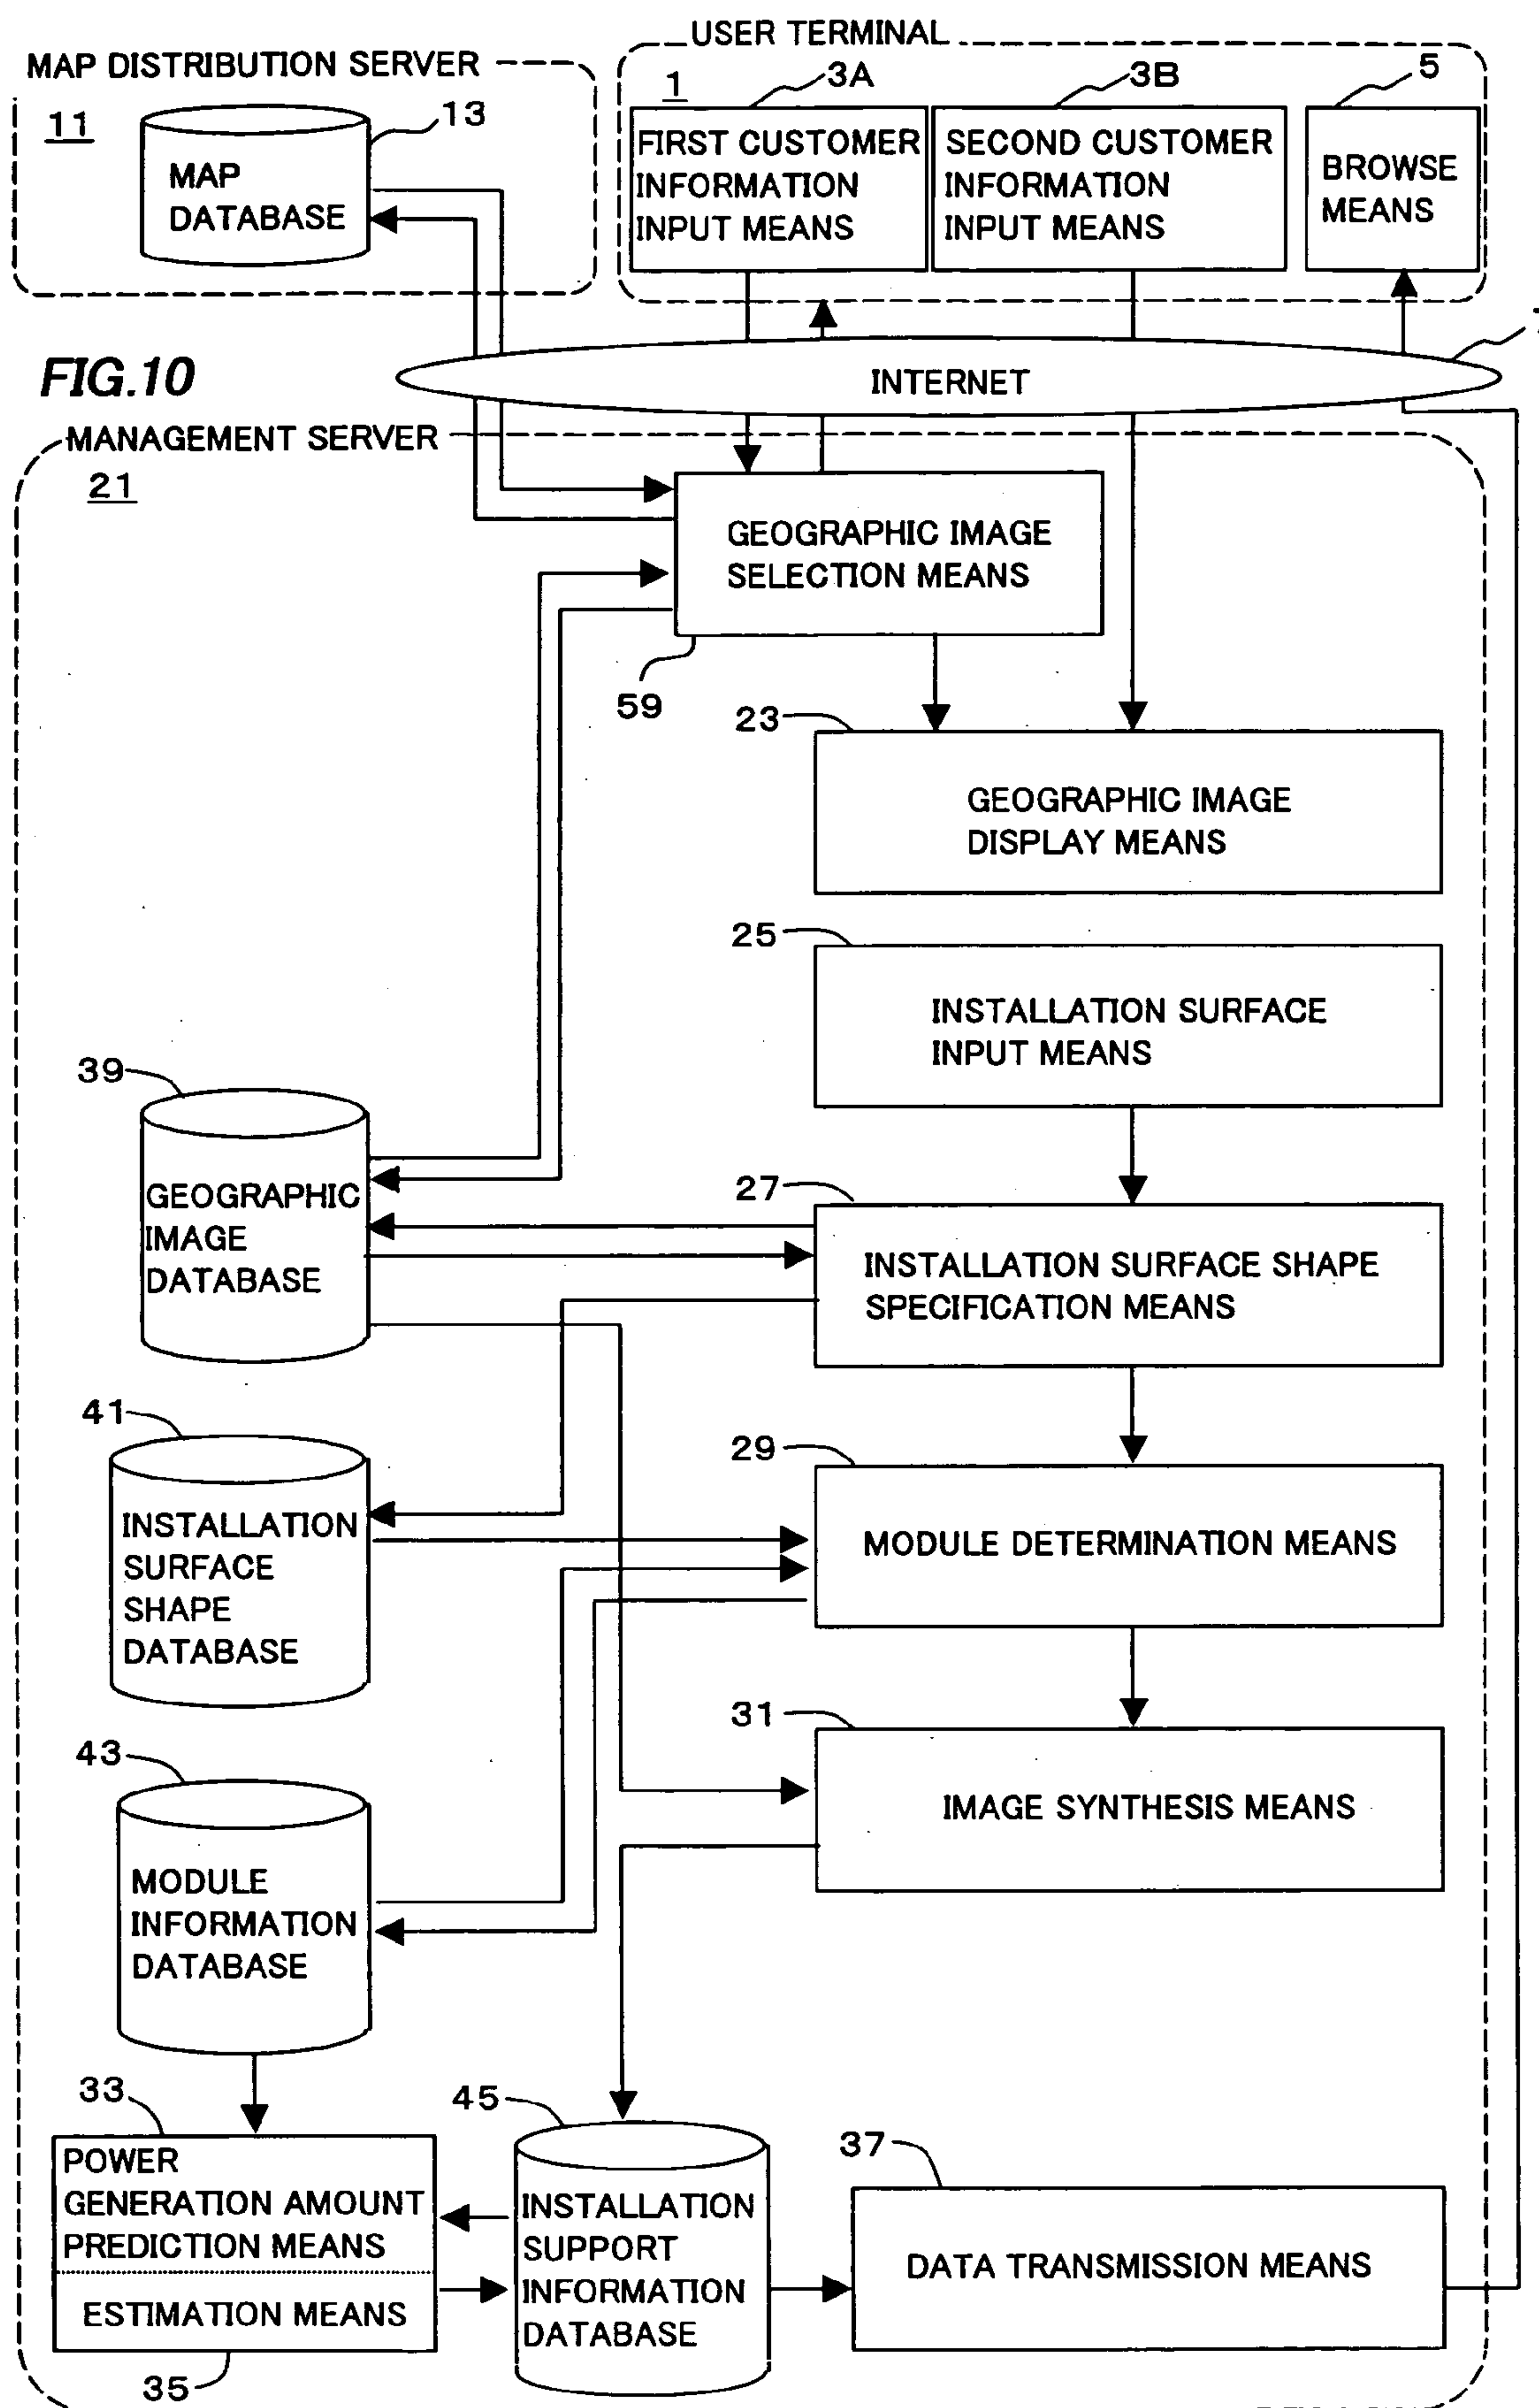 USER TERMINAL
MAP DISTRIBUTION SERVER
1
3A
3B
5
11
13
MAP
DATABASE
FIRST CUSTOMER
INFORMATION
INPUT MEANS
SECOND CUSTOMER
INFORMATION
INPUT MEANS
BROWSE
MEANS
FIG.10
INTERNET
MANAGEMENT SERVER
21
GEOGRAPHIC IMAGE
SELECTION MEANS
59
23
GEOGRAPHIC IMAGE
DISPLAY MEANS
25
INSTALLATION SURFACE
INPUT MEANS
39
GEOGRAPHIC
IMAGE
DATABASE
27
INSTALLATION SURFACE SHAPE
SPECIFICATION MEANS
41
INSTALLATION
SURFACE
SHAPE
DATABASE
29
MODULE DETERMINATION MEANS
31
IMAGE SYNTHESIS MEANS
43
MODULE
INFORMATION
DATABASE
33
POWER
GENERATION AMOUNT
PREDICTION MEANS
ESTIMATION MEANS
35
45
INSTALLATION
SUPPORT
INFORMATION
DATABASE
37
DATA TRANSMISSION MEANS